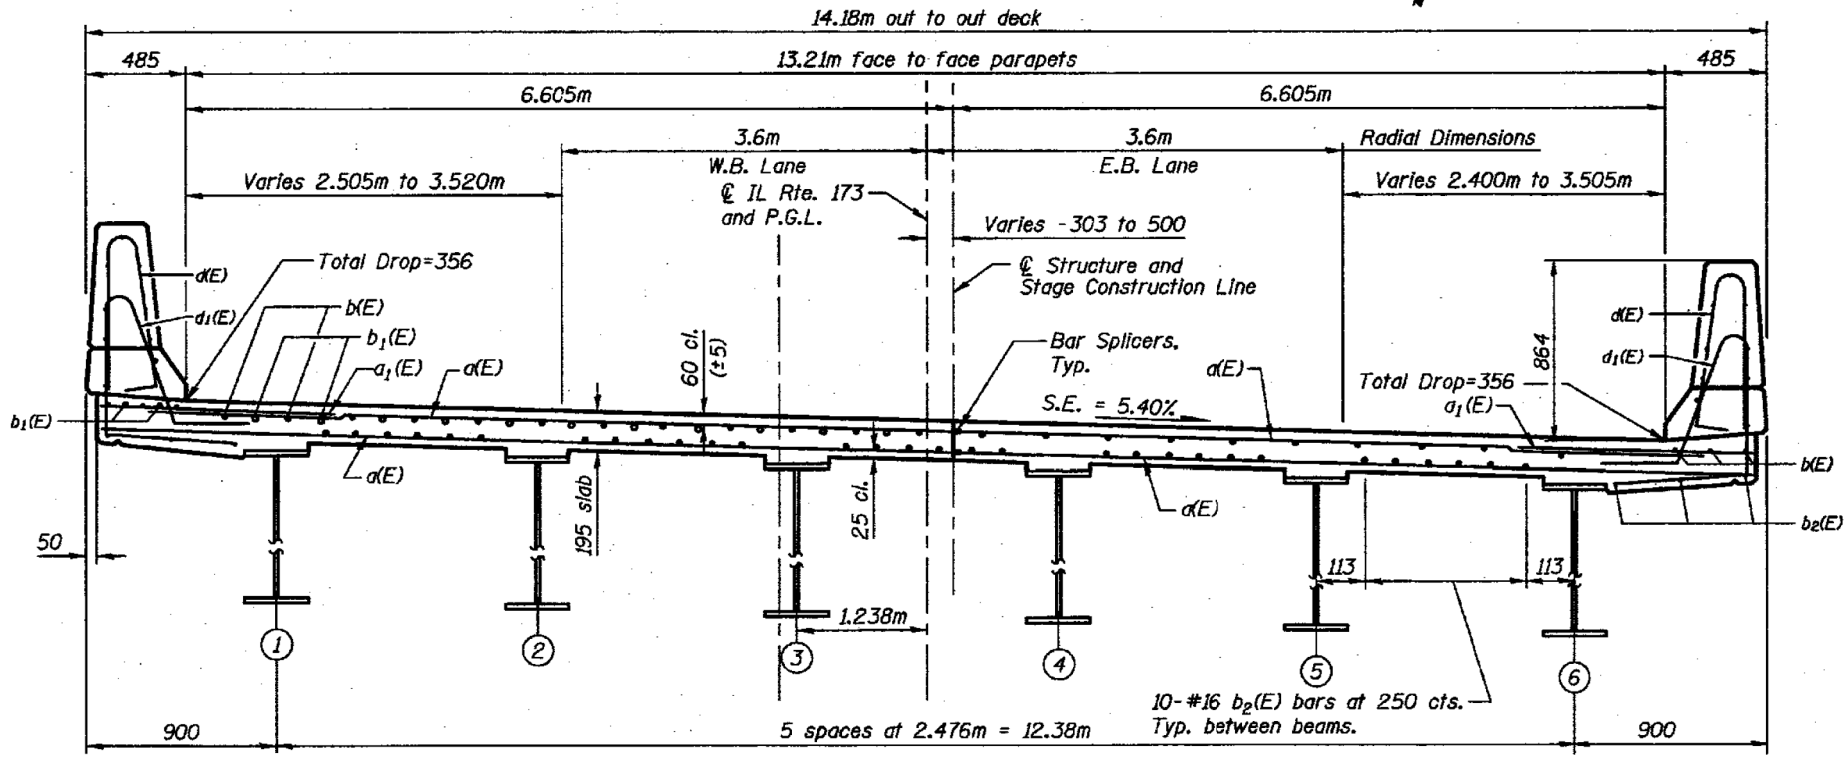 14.18m out to out deck
485
13.21m face to face parapets
485
6.605m
6.605m
3.6m
3.6m
Radial Dimensions
W.B. Lane
E.B. Lane
Varies 2.505m to 3.520m
Varies 2.400m to 3.505m
℄ IL Rte. 173
and P.G.L.
Varies -303 to 500
Total Drop=356
℄ Structure and
Stage Construction Line
d(E)
d1(E)
b(E)
b1(E)
a1(E)
a(E)
60 cl.
(±5)
Bar Splicers,
Typ.
a(E)
864
d(E)
d1(E)
Total Drop=356
a1(E)
S.E. = 5.40%
b1(E)
a(E)
195 slab
25 cl.
a(E)
b(E)
b2(E)
50
113
113
1.238m
1
2
3
4
5
6
10-#16 b2(E) bars at 250 cts.
Typ. between beams.
900
5 spaces at 2.476m = 12.38m
900